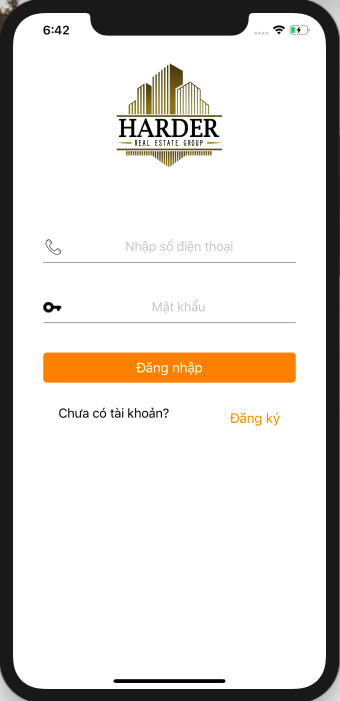 6:42
HARDER
REAL ESTATE GROUP
Nhập số điện thoại
Mật khẩu
Đăng nhập
Chưa có tài khoản?
Đăng ký